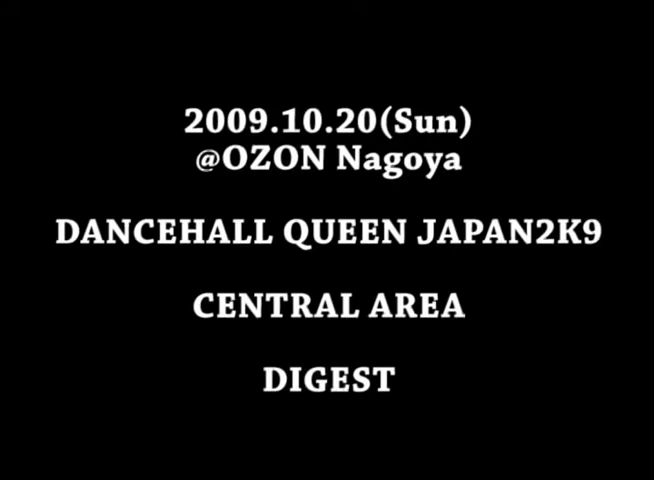 2009.10.20(Sun)
@OZON Nagoya
DANCEHALL QUEEN JAPAN2K9
CENTRAL AREA
DIGEST